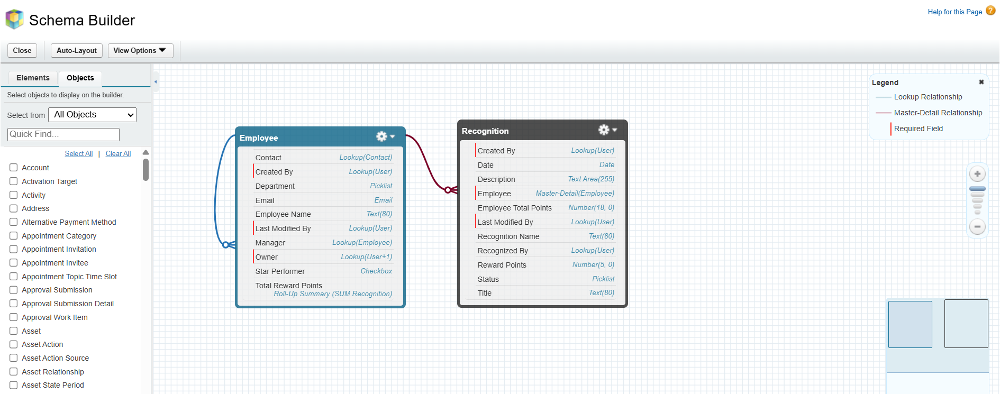 Schema Builder
Help for this Page ?
Close
Auto-Layout
View Options
Elements
Objects
Select objects to display on the builder.
Select from All Objects
Quick Find...
Select All | Clear All
Account
Activation Target
Activity
Address
Alternative Payment Method
Appointment Category
Appointment Invitation
Appointment Invitee
Appointment Topic Time Slot
Approval Submission
Approval Submission Detail
Approval Work Item
Asset
Asset Action
Asset Action Source
Asset Relationship
Asset State Period
Employee
Contact Lookup(Contact)
Created By Lookup(User)
Department Picklist
Email Email
Employee Name Text(80)
Last Modified By Lookup(User)
Manager Lookup(Employee)
Owner Lookup(User+1)
Star Performer Checkbox
Total Reward Points
Roll-Up Summary (SUM Recognition)
Recognition
Created By Lookup(User)
Date Date
Description Text Area(255)
Employee Master-Detail(Employee)
Employee Total Points Number(18, 0)
Last Modified By Lookup(User)
Recognition Name Text(80)
Recognized By Lookup(User)
Reward Points Number(5, 0)
Status Picklist
Title Text(80)
Legend
Lookup Relationship
Master-Detail Relationship
Required Field